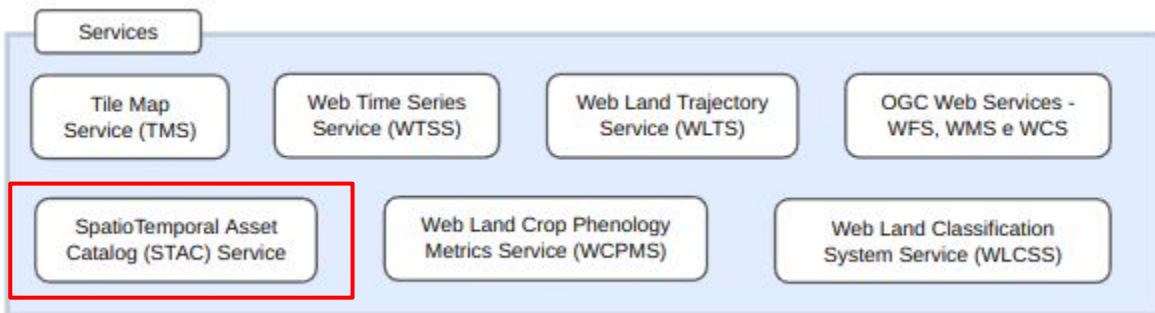 Services
Tile Map
Service (TMS)
Web Time Series
Service (WTSS)
Web Land Trajectory
Service (WLTS)
OGC Web Services -
WFS, WMS e WCS
SpatioTemporal Asset
Catalog (STAC) Service
Web Land Crop Phenology
Metrics Service (WCPMS)
Web Land Classification
System Service (WLCSS)